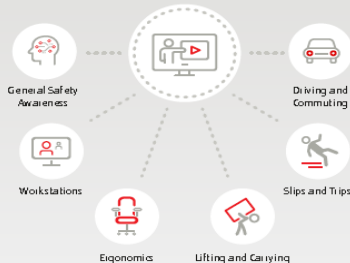 General Safety
Awareness
Driving and
Commuting
Workstations
Slips and Trips
Ergonomics
Lifting and Carrying